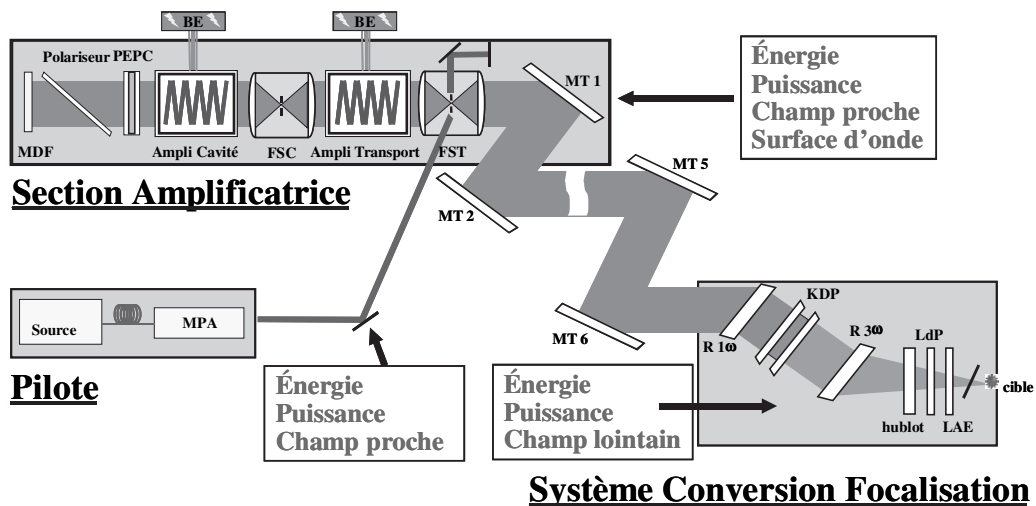 BE
BE
Polariseur PEPC
MT 1
MDF
Ampli Cavité
FSC
Ampli Transport
FST
Énergie
Puissance
Champ proche
Surface d'onde
Section Amplificatrice
MT 2
MT 5
Source
MPA
Pilote
Énergie
Puissance
Champ proche
MT 6
Énergie
Puissance
Champ lointain
R 1ω
KDP
R 3ω
LdP
cible
hublot
LAE
Système Conversion Focalisation